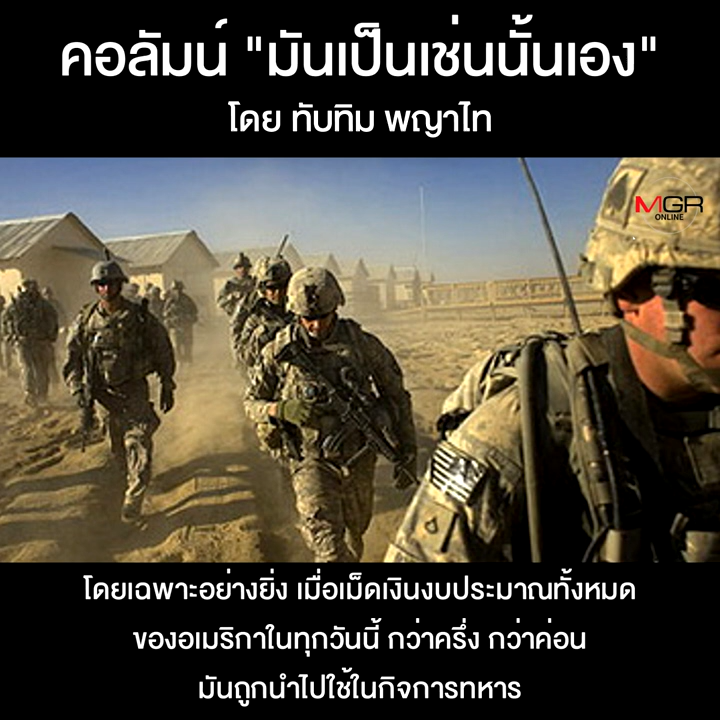 คอลัมน์ "มันเป็นเช่นนั้นเอง"
โดย ทับทิม พญาไท
MGR
ONLINE
โดยเฉพาะอย่างยิ่ง เมื่อเม็ดเงินงบประมาณทั้งหมด
ของอเมริกาในทุกวันนี้ กว่าครึ่ง กว่าค่อน
มันถูกนำไปใช้ในกิจการทหาร